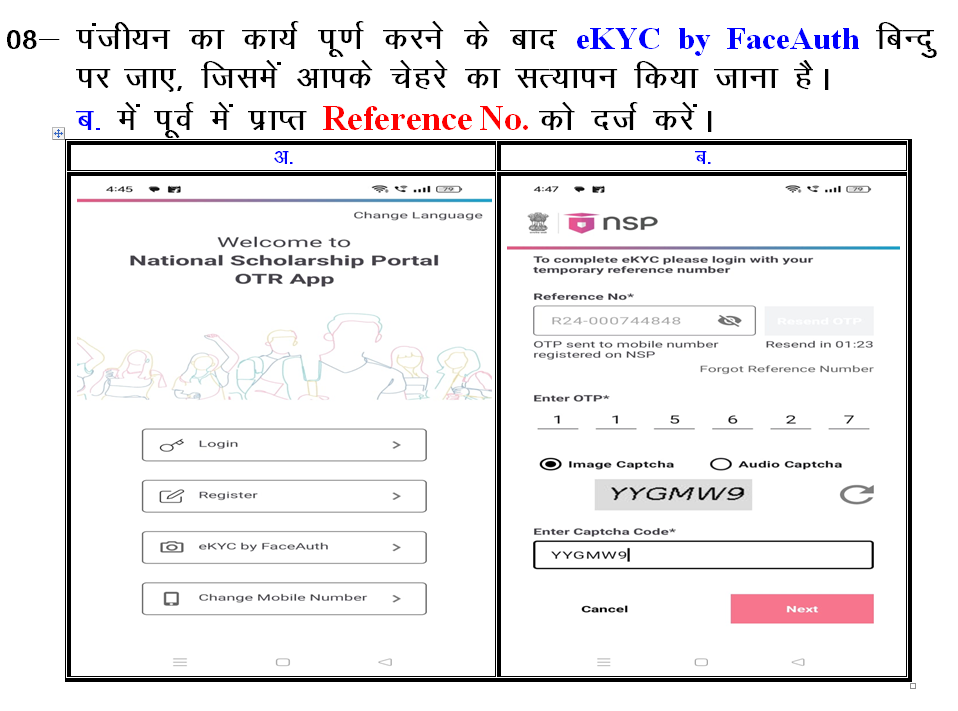 08– पंजीयन का कार्य पूर्ण करने के बाद eKYC by FaceAuth बिन्दु
पर जाए, जिसमें आपके चेहरे का सत्यापन किया जाना है।
ब. में पूर्व में प्राप्त Reference No. को दर्ज करें।
अ.
4:45
79
Change Language
Welcome to
National Scholarship Portal
OTR App
Login
Register
eKYC by FaceAuth
Change Mobile Number
ब.
4:47
79
NSP
To complete eKYC please login with your
temporary reference number
Reference No*
R24-000744848
Resend OTP
OTP sent to mobile number
registered on NSP
Resend in 01:23
Forgot Reference Number
Enter OTP*
1 1 5 6 2 7
Image Captcha
Audio Captcha
YYGMW9
Enter Captcha Code*
YYGMW9
Cancel
Next